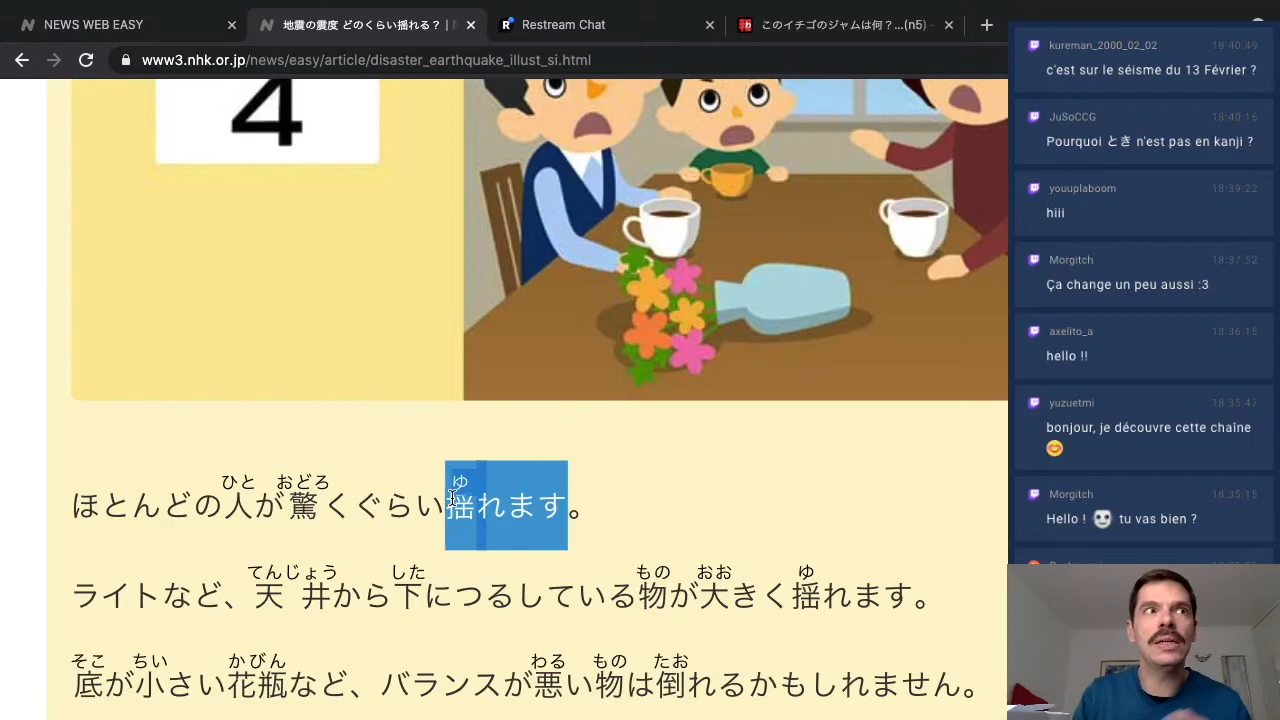 NEWS WEB EASY
地震の震度 どのくらい揺れる？ | N
Restream Chat
このイチゴのジャムは何？...(n5)
www3.nhk.or.jp/news/easy/article/disaster_earthquake_illust_si.html
4
ひと おどろ ゆ
ほとんどの人が驚くぐらい揺れます。
てんじょう した もの おお ゆ
ライトなど、天井から下につるしている物が大きく揺れます。
そこ ちい かびん わる もの たお
底が小さい花瓶など、バランスが悪い物は倒れるかもしれません。
kureman_2000_02_02 18:40:49
c'est sur le séisme du 13 Février ?
JuSoCCG 18:40:16
Pourquoi とき n'est pas en kanji ?
youuplaboom 18:39:22
hiii
Morgitch 18:37:52
Ça change un peu aussi :3
axelito_a 18:36:15
hello !!
yuzuetmi 18:35:47
bonjour, je découvre cette chaîne
😊
Morgitch 18:35:15
Hello ! tu vas bien ?